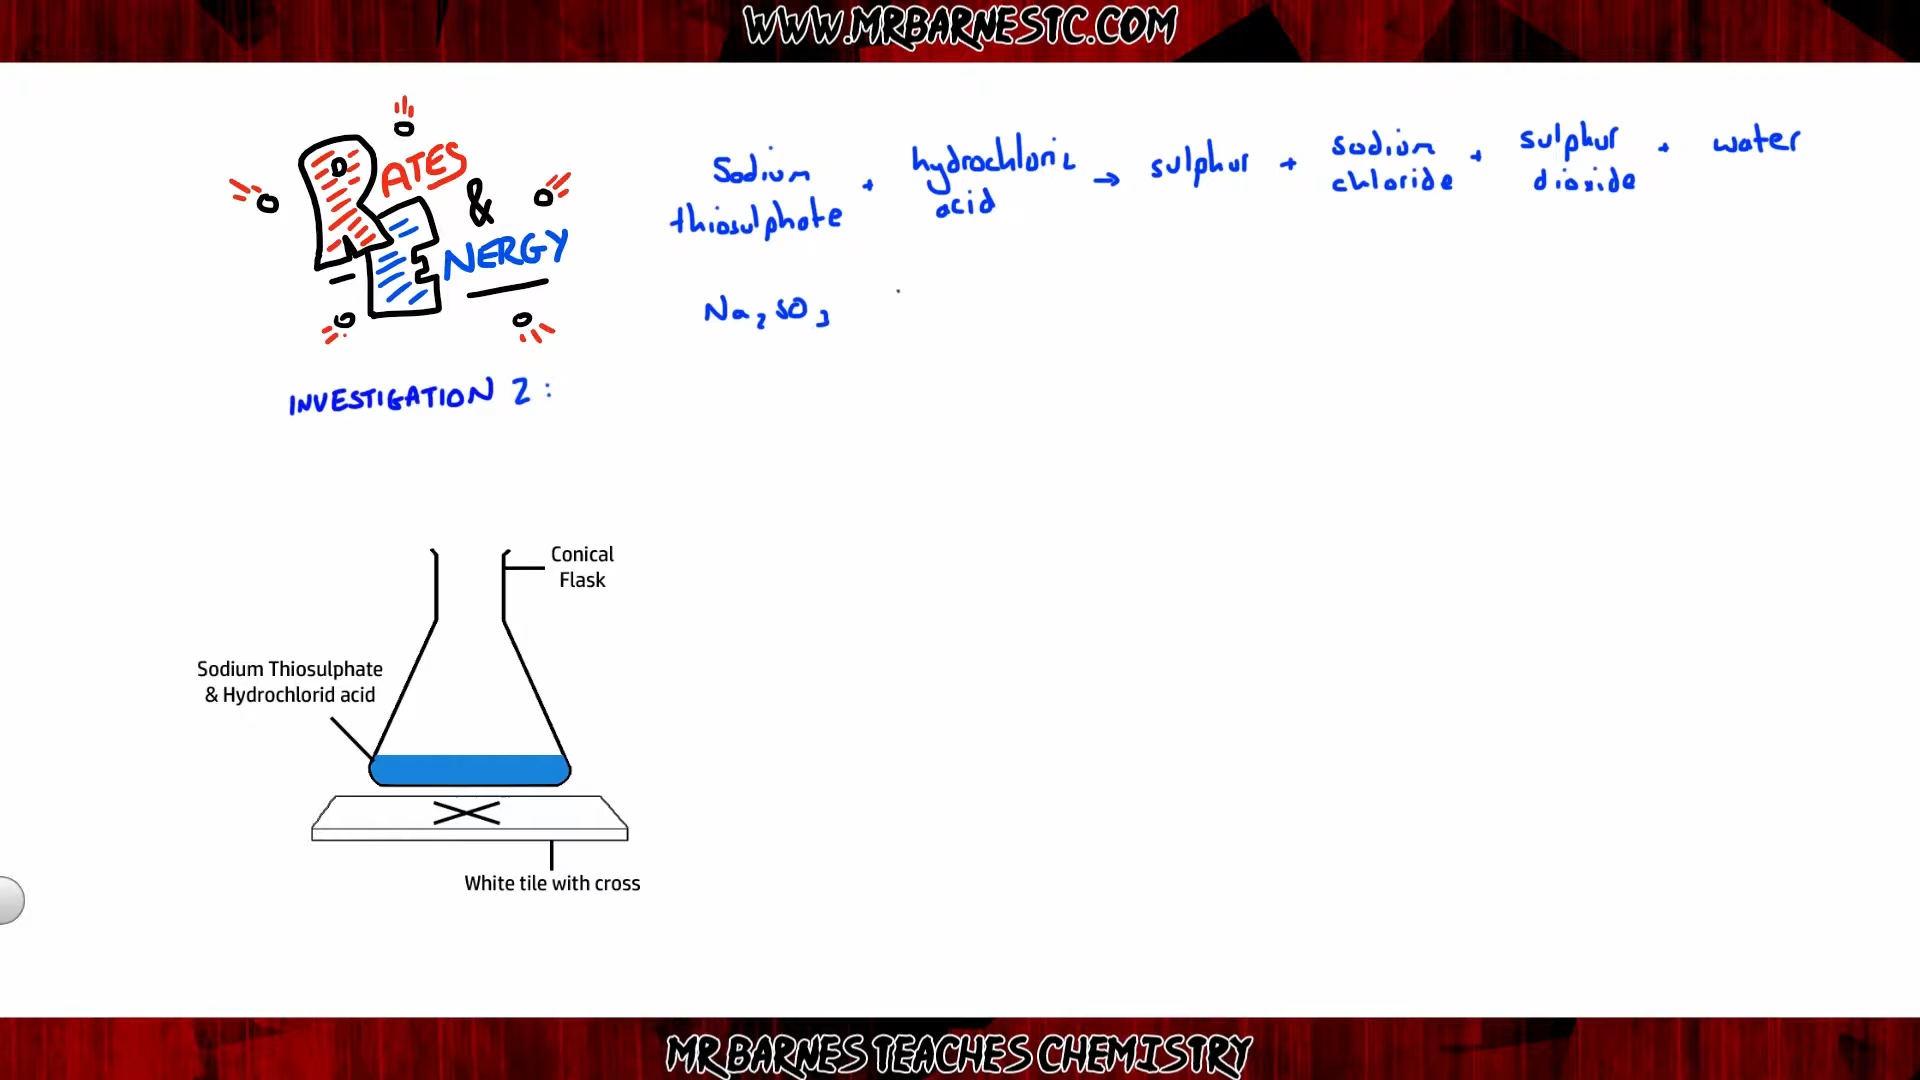 WWW.MRBARNESTC.COM
RATES
&
ENERGY
Sodium thiosulphate + hydrochloric acid → sulphur + sodium chloride + sulphur dioxide + water
Na₂SO₃
INVESTIGATION 2:
Conical
Flask
Sodium Thiosulphate
& Hydrochlorid acid
White tile with cross
MR BARNES TEACHES CHEMISTRY